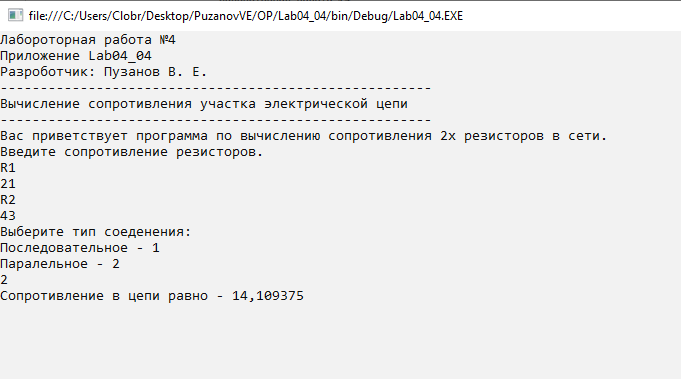 file:///C:/Users/Clobr/Desktop/PuzanovVE/OP/Lab04_04/bin/Debug/Lab04_04.EXE
Лабороторная работа №4
Приложение Lab04_04
Разработчик: Пузанов В. Е.
------------------------------------------------------
Вычисление сопротивления участка электрической цепи
------------------------------------------------------
Вас приветствует программа по вычислению сопротивления 2х резисторов в сети.
Введите сопротивление резисторов.
R1
21
R2
43
Выберите тип соеденения:
Последовательное - 1
Паралельное - 2
2
Сопротивление в цепи равно - 14,109375